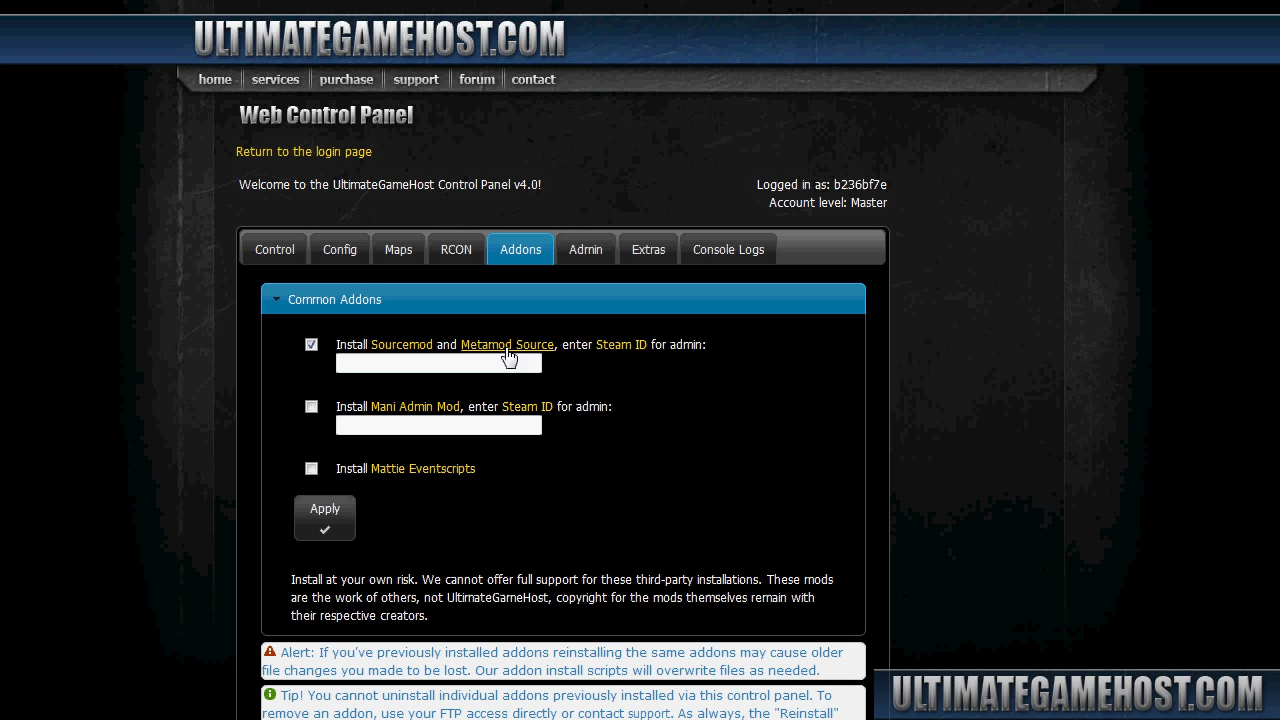 ULTIMATEGAMEHOST.COM
home services purchase support forum contact
Web Control Panel
Return to the login page
Welcome to the UltimateGameHost Control Panel v4.0!
Logged in as: b236bf7e
Account level: Master
Control Config Maps RCON Addons Admin Extras Console Logs
Common Addons
Install Sourcemod and Metamod Source, enter Steam ID for admin:
Install Mani Admin Mod, enter Steam ID for admin:
Install Mattie Eventscripts
Apply
Install at your own risk. We cannot offer full support for these third-party installations. These mods
are the work of others, not UltimateGameHost, copyright for the mods themselves remain with
their respective creators.
Alert: If you've previously installed addons reinstalling the same addons may cause older
file changes you made to be lost. Our addon install scripts will overwrite files as needed.
Tip! You cannot uninstall individual addons previously installed via this control panel. To
remove an addon, use your FTP access directly or contact support. As always, the "Reinstall"
ULTIMATEGAMEHOST.COM